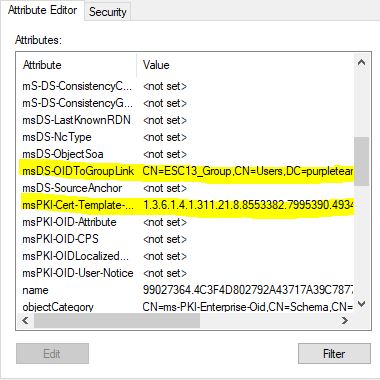 Attribute Editor Security
Attributes:
Attribute Value
mS-DS-ConsistencyC... <not set>
mS-DS-ConsistencyG... <not set>
msDS-LastKnownRDN <not set>
msDS-NcType <not set>
msDS-ObjectSoa <not set>
msDS-OIDToGroupLink CN=ESC13_Group,CN=Users,DC=purpletear
msDS-SourceAnchor <not set>
msPKI-Cert-Template-... 1.3.6.1.4.1.311.21.8.8553382.7995390.4934
msPKI-OID-Attribute <not set>
msPKI-OID-CPS <not set>
msPKI-OIDLocalized... <not set>
msPKI-OID-User-Notice <not set>
name 99027364.4C3F4D802792A43717A39C7877
objectCategory CN=ms-PKI-Enterprise-Oid,CN=Schema,CN=
Edit Filter